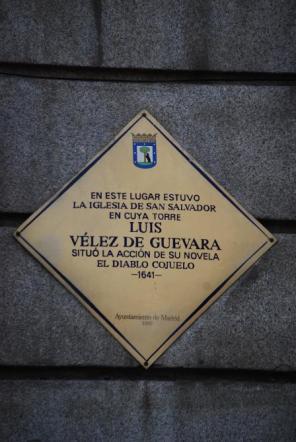 EN ESTE LUGAR ESTUVO
LA IGLESIA DE SAN SALVADOR
EN CUYA TORRE
LUIS
VÉLEZ DE GUEVARA
SITUÓ LA ACCIÓN DE SU NOVELA
EL DIABLO COJUELO
—1641—
Ayuntamiento de Madrid